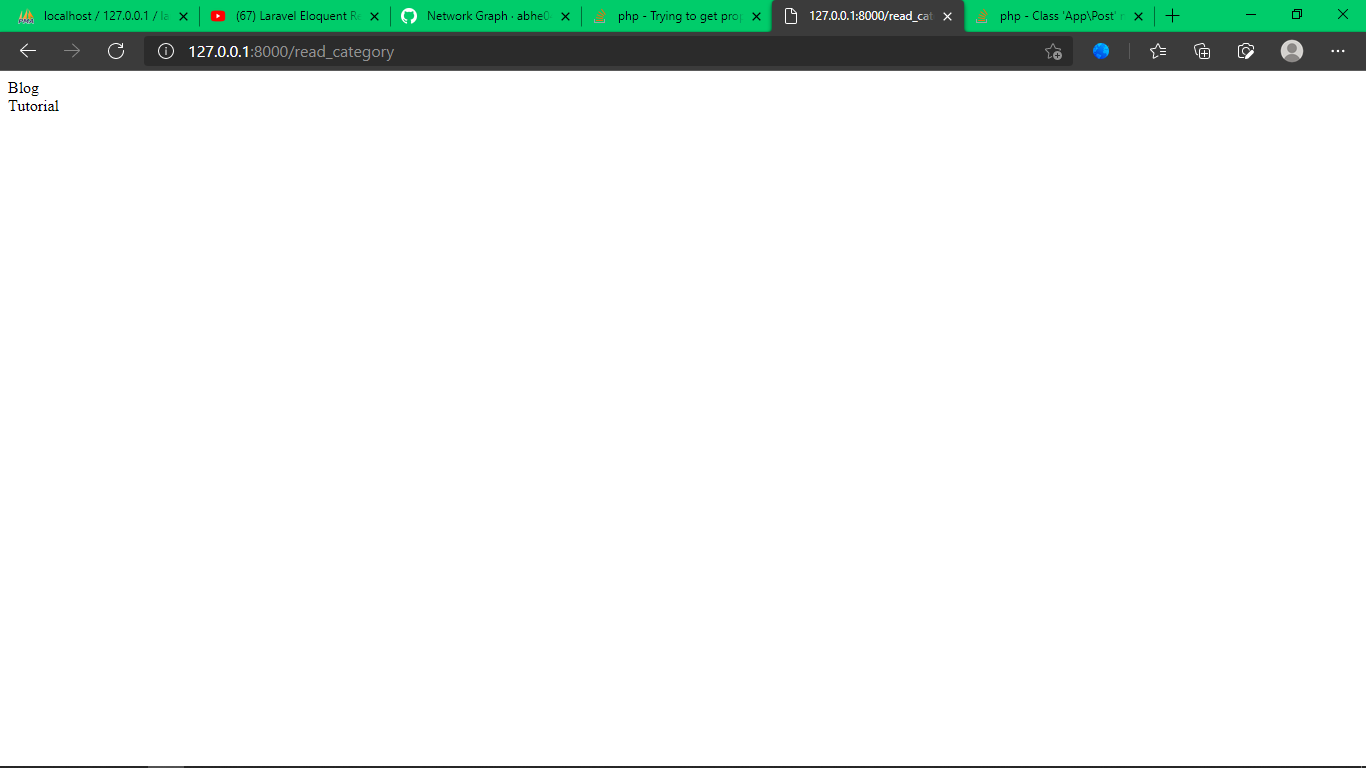 localhost / 127.0.0.1 / la
(67) Laravel Eloquent Re
Network Graph · abhe0
php - Trying to get prop
127.0.0.1:8000/read_cat
php - Class 'App\Post'
127.0.0.1:8000/read_category
Blog
Tutorial